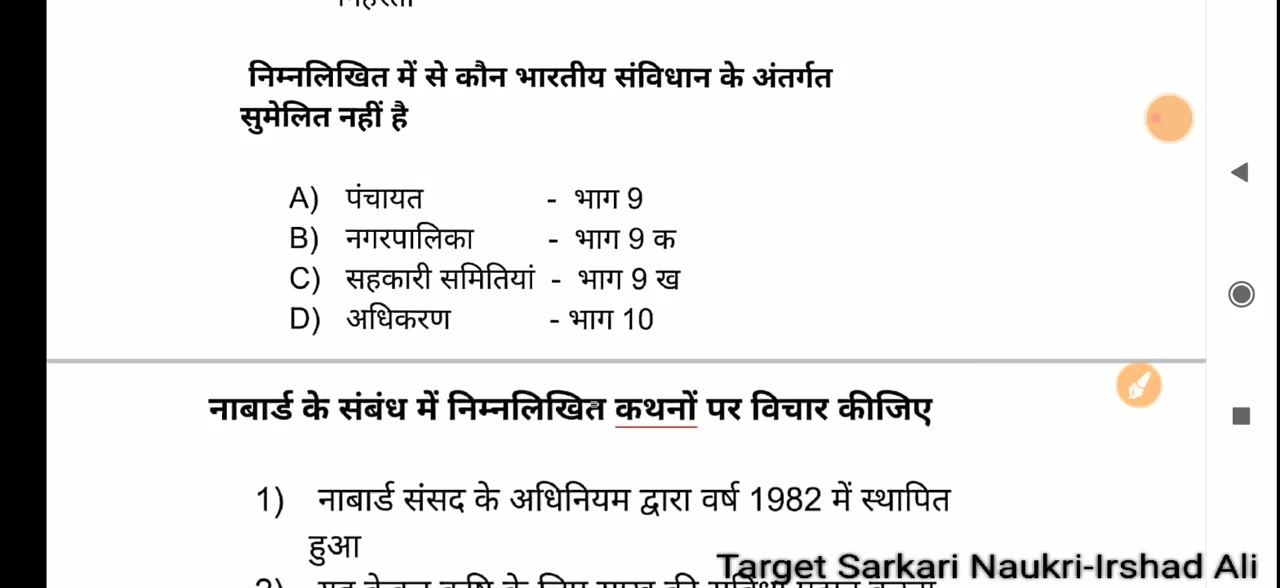 निम्नलिखित में से कौन भारतीय संविधान के अंतर्गत
सुमेलित नहीं है
A) पंचायत - भाग 9
B) नगरपालिका - भाग 9 क
C) सहकारी समितियां - भाग 9 ख
D) अधिकरण - भाग 10
नाबार्ड के संबंध में निम्नलिखित कथनों पर विचार कीजिए
1) नाबार्ड संसद के अधिनियम द्वारा वर्ष 1982 में स्थापित
हुआ
Target Sarkari Naukri-Irshad Ali